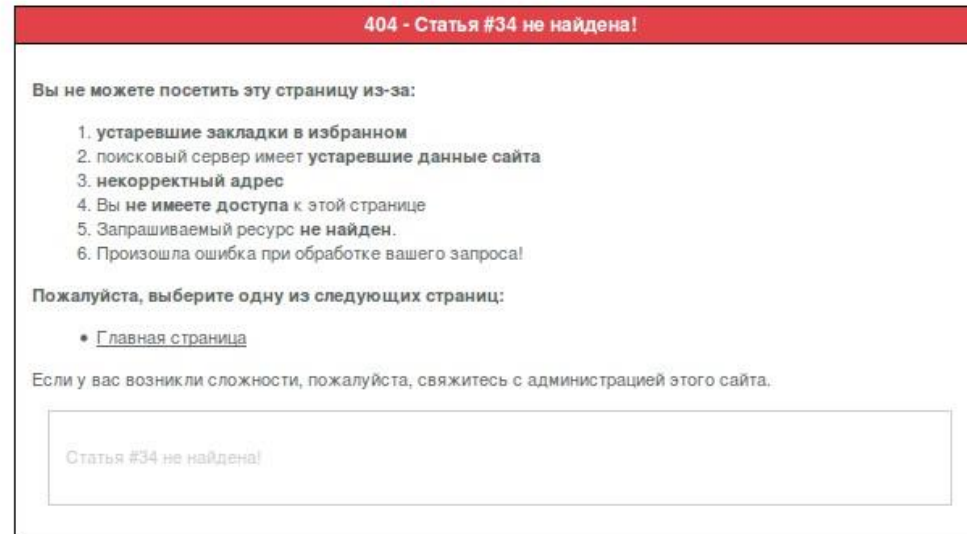 404 - Статья #34 не найдена!
Вы не можете посетить эту страницу из-за:
1. устаревшие закладки в избранном
2. поисковый сервер имеет устаревшие данные сайта
3. некорректный адрес
4. Вы не имеете доступа к этой странице
5. Запрашиваемый ресурс не найден.
6. Произошла ошибка при обработке вашего запроса!
Пожалуйста, выберите одну из следующих страниц:
• Главная страница
Если у вас возникли сложности, пожалуйста, свяжитесь с администрацией этого сайта.
Статья #34 не найдена!